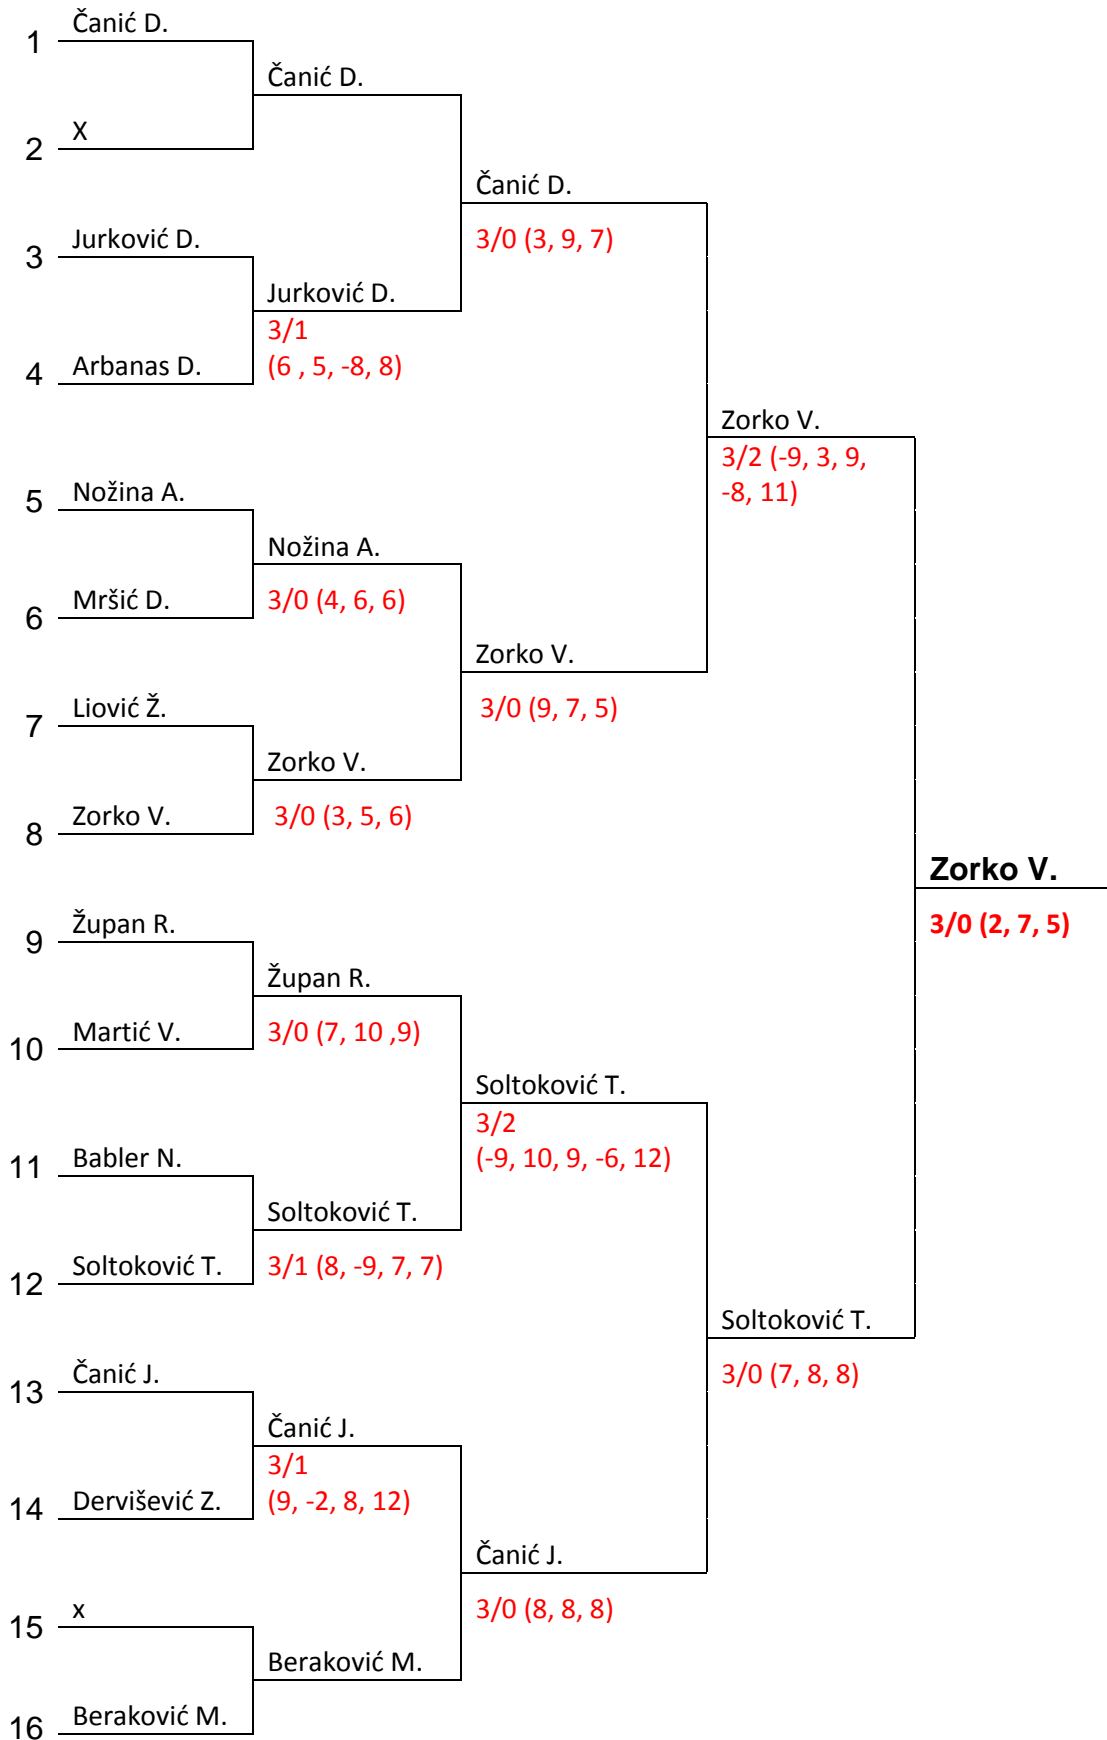 1 Čanić D.
Čanić D.
2 X
Čanić D.
3 Jurković D.
3/0 (3, 9, 7)
Jurković D.
3/1
4 Arbanas D.
(6 , 5, -8, 8)
Zorko V.
3/2 (-9, 3, 9,
-8, 11)
5 Nožina A.
Nožina A.
6 Mršić D.
3/0 (4, 6, 6)
Zorko V.
7 Liović Ž.
3/0 (9, 7, 5)
Zorko V.
8 Zorko V.
3/0 (3, 5, 6)
Zorko V.
3/0 (2, 7, 5)
9 Župan R.
Župan R.
10 Martić V.
3/0 (7, 10 ,9)
Soltoković T.
3/2
(-9, 10, 9, -6, 12)
11 Babler N.
Soltoković T.
12 Soltoković T.
3/1 (8, -9, 7, 7)
Soltoković T.
3/0 (7, 8, 8)
13 Čanić J.
Čanić J.
3/1
14 Dervišević Z.
(9, -2, 8, 12)
Čanić J.
3/0 (8, 8, 8)
15 x
Beraković M.
16 Beraković M.